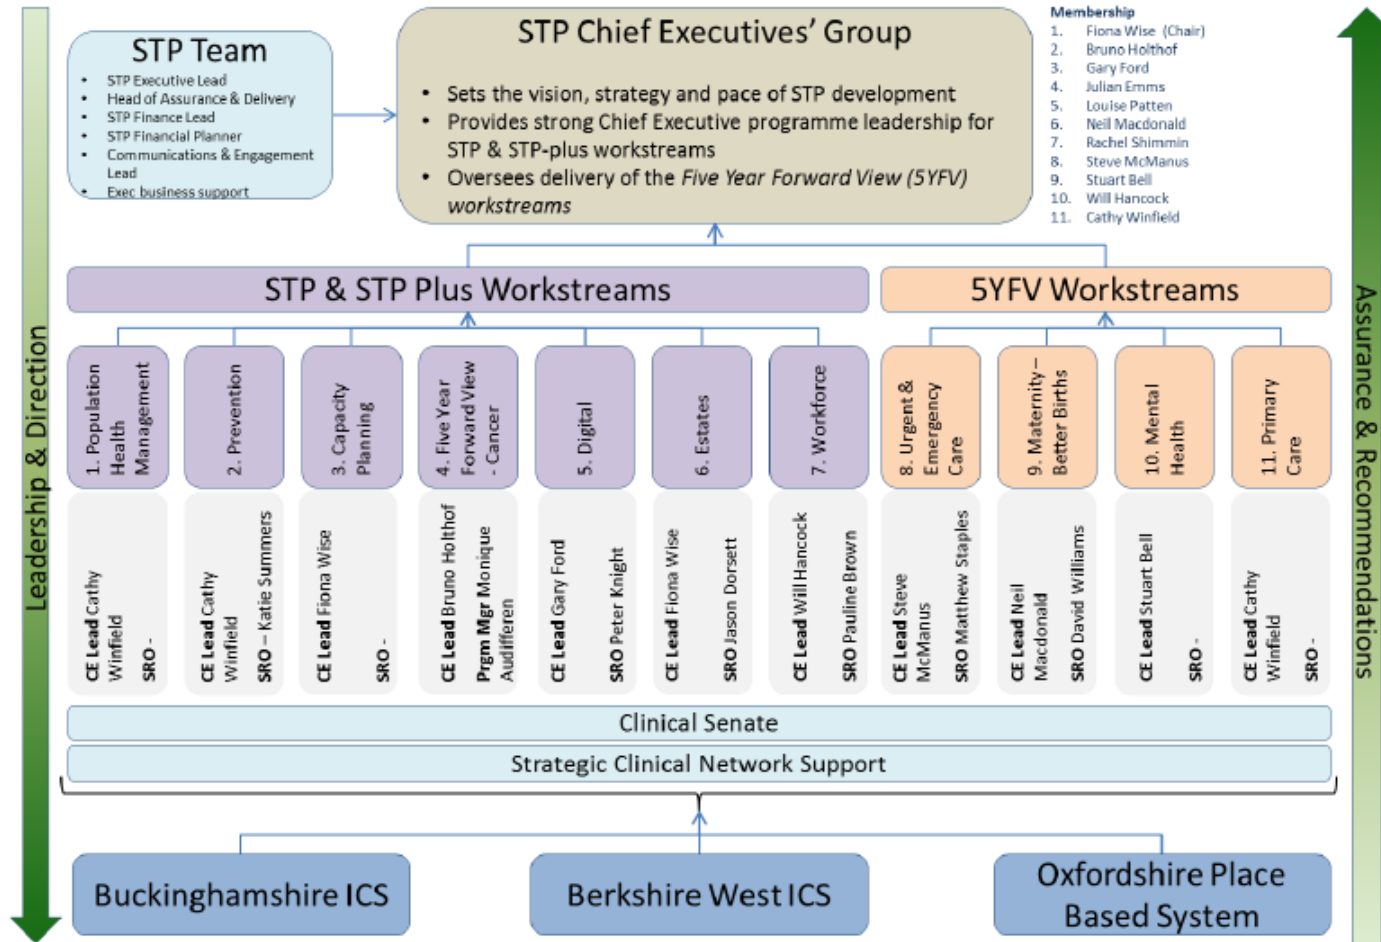 STP Team
• STP Executive Lead
• Head of Assurance & Delivery
• STP Finance Lead
• STP Financial Planner
• Communications & Engagement
Lead
• Exec business support
STP Chief Executives' Group
• Sets the vision, strategy and pace of STP development
• Provides strong Chief Executive programme leadership for
STP & STP-plus workstreams
• Oversees delivery of the Five Year Forward View (5YFV)
workstreams
Membership
1. Fiona Wise (Chair)
2. Bruno Holthof
3. Gary Ford
4. Julian Emms
5. Louise Patten
6. Neil Macdonald
7. Rachel Shimmin
8. Steve McManus
9. Stuart Bell
10. Will Hancock
11. Cathy Winfield
Leadership & Direction
Assurance & Recommendations
STP & STP Plus Workstreams
5YFV Workstreams
1. Population
Health
Management
2. Prevention
3. Capacity
Planning
4. Five Year
Forward View
- Cancer
5. Digital
6. Estates
7. Workforce
8. Urgent &
Emergency
Care
9. Maternity –
Better Births
10. Mental
Health
11. Primary
Care
CE Lead Cathy
Winfield
SRO -
CE Lead Cathy
Winfield
SRO – Katie Summers
CE Lead Fiona Wise
SRO -
CE Lead Bruno Holthof
Prgm Mgr Monique
Audifferen
CE Lead Gary Ford
SRO Peter Knight
CE Lead Fiona Wise
SRO Jason Dorsett
CE Lead Will Hancock
SRO Pauline Brown
CE Lead Steve
McManus
SRO Matthew Staples
CE Lead Neil
Macdonald
SRO David Williams
CE Lead Stuart Bell
SRO -
CE Lead Cathy
Winfield
SRO -
Clinical Senate
Strategic Clinical Network Support
Buckinghamshire ICS
Berkshire West ICS
Oxfordshire Place
Based System